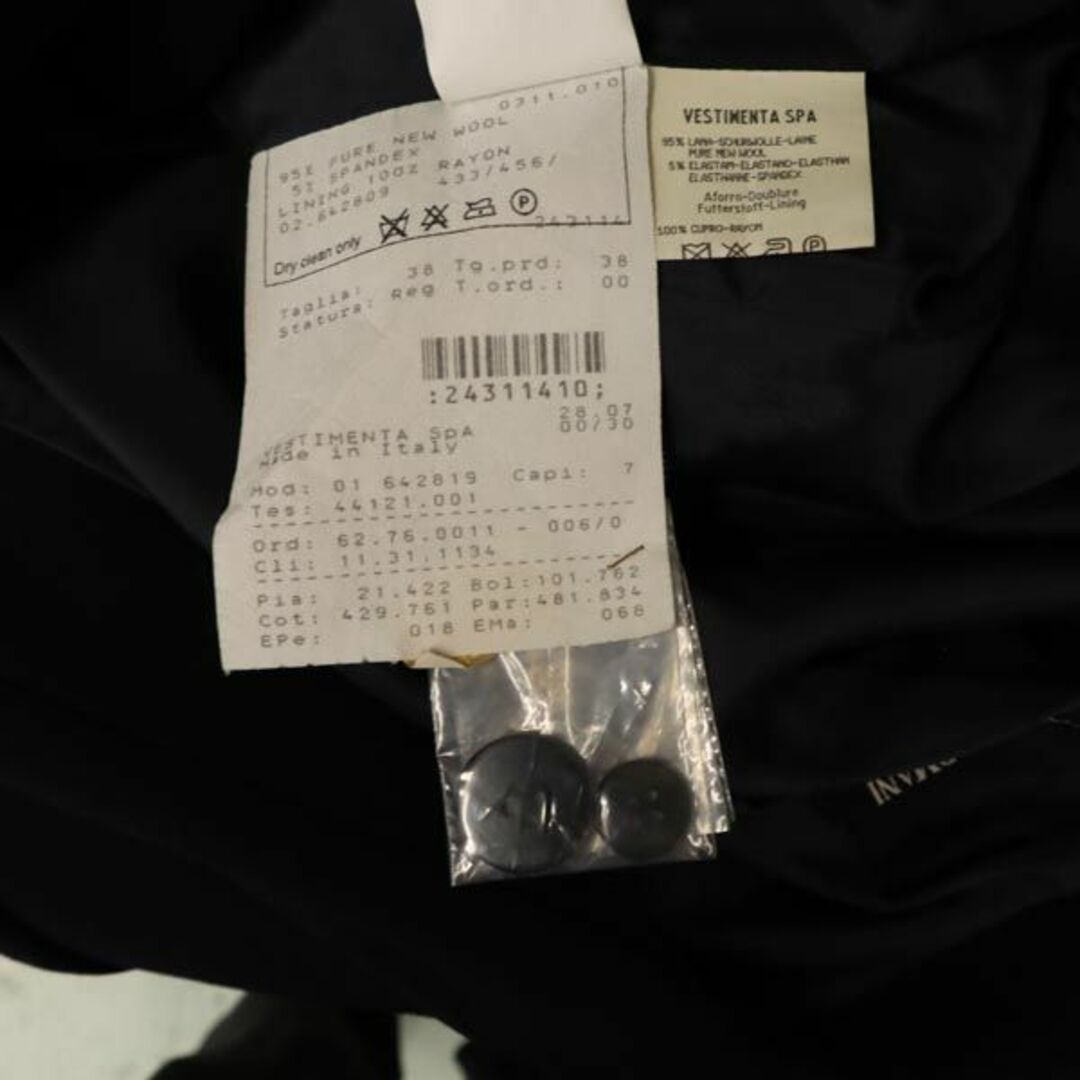 0311.010
95% PURE NEW WOOL
5% SPANDEX
LINING 100% RAYON
02.642809 433/456/
Dry clean only P
243114
Taglia: 38 Tg.prd: 38
Statura: Reg T.ord.: 00
:24311410;
28.07
VESTIMENTA SpA 00/30
Made in Italy
Mod: 01 642819 Capi: 7
Tes: 44121.001
Ord: 62.76.0011 - 006/0
Cli: 11.31.1134
Pia: 21.422 Bol:101.762
Cot: 429.761 Par:481.834
EPe: 018 EMa: 068
VESTIMENTA SPA
95% LANA-SCHURWOLLE-LAINE
PURE NEW WOOL
5% ELASTAM-ELASTANO-ELASTHAN
ELASTHANNE-SPANDEX
Aforro-Doublure
Futterstoff-Lining
100% CUPRO-RAYON
P